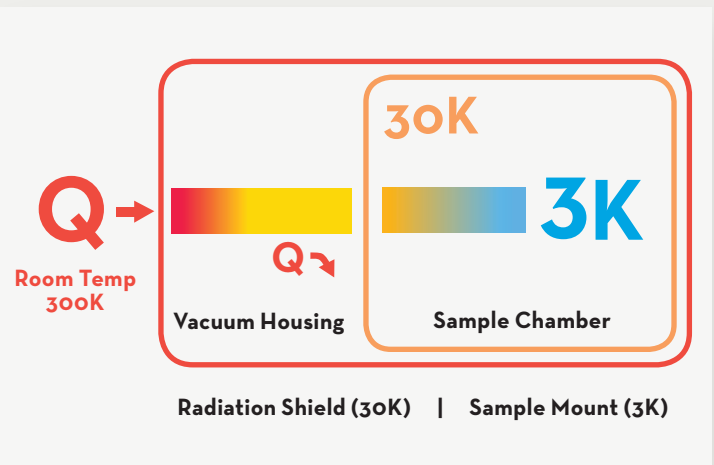 30K
Q
3K
Q
Room Temp
300K
Vacuum Housing
Sample Chamber
Radiation Shield (30K) | Sample Mount (3K)